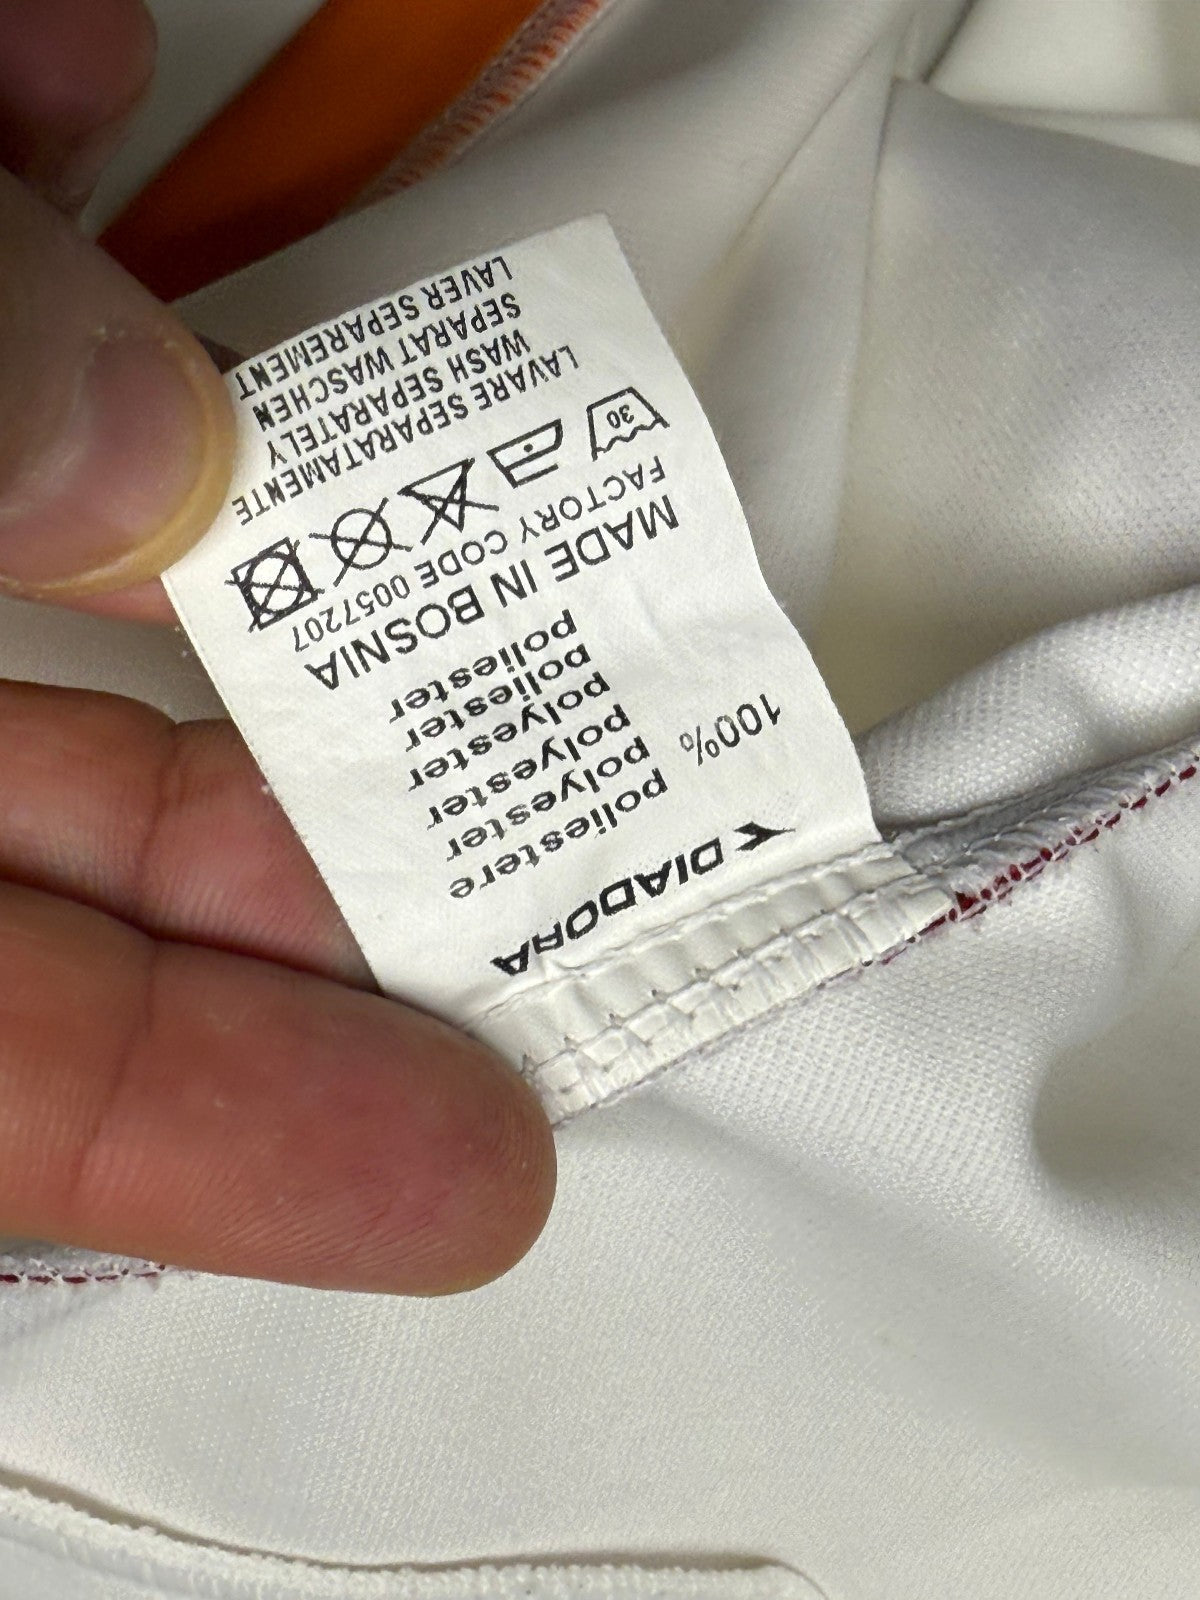 DIADORA
100% poliestere
polyester
polyester
polyester
poliester
poliester
MADE IN BOSNIA
FACTORY CODE 0057207
30
LAVARE SEPARATAMENTE
WASH SEPARATELY
SEPARAT WASCHEN
LAVER SEPAREMENT